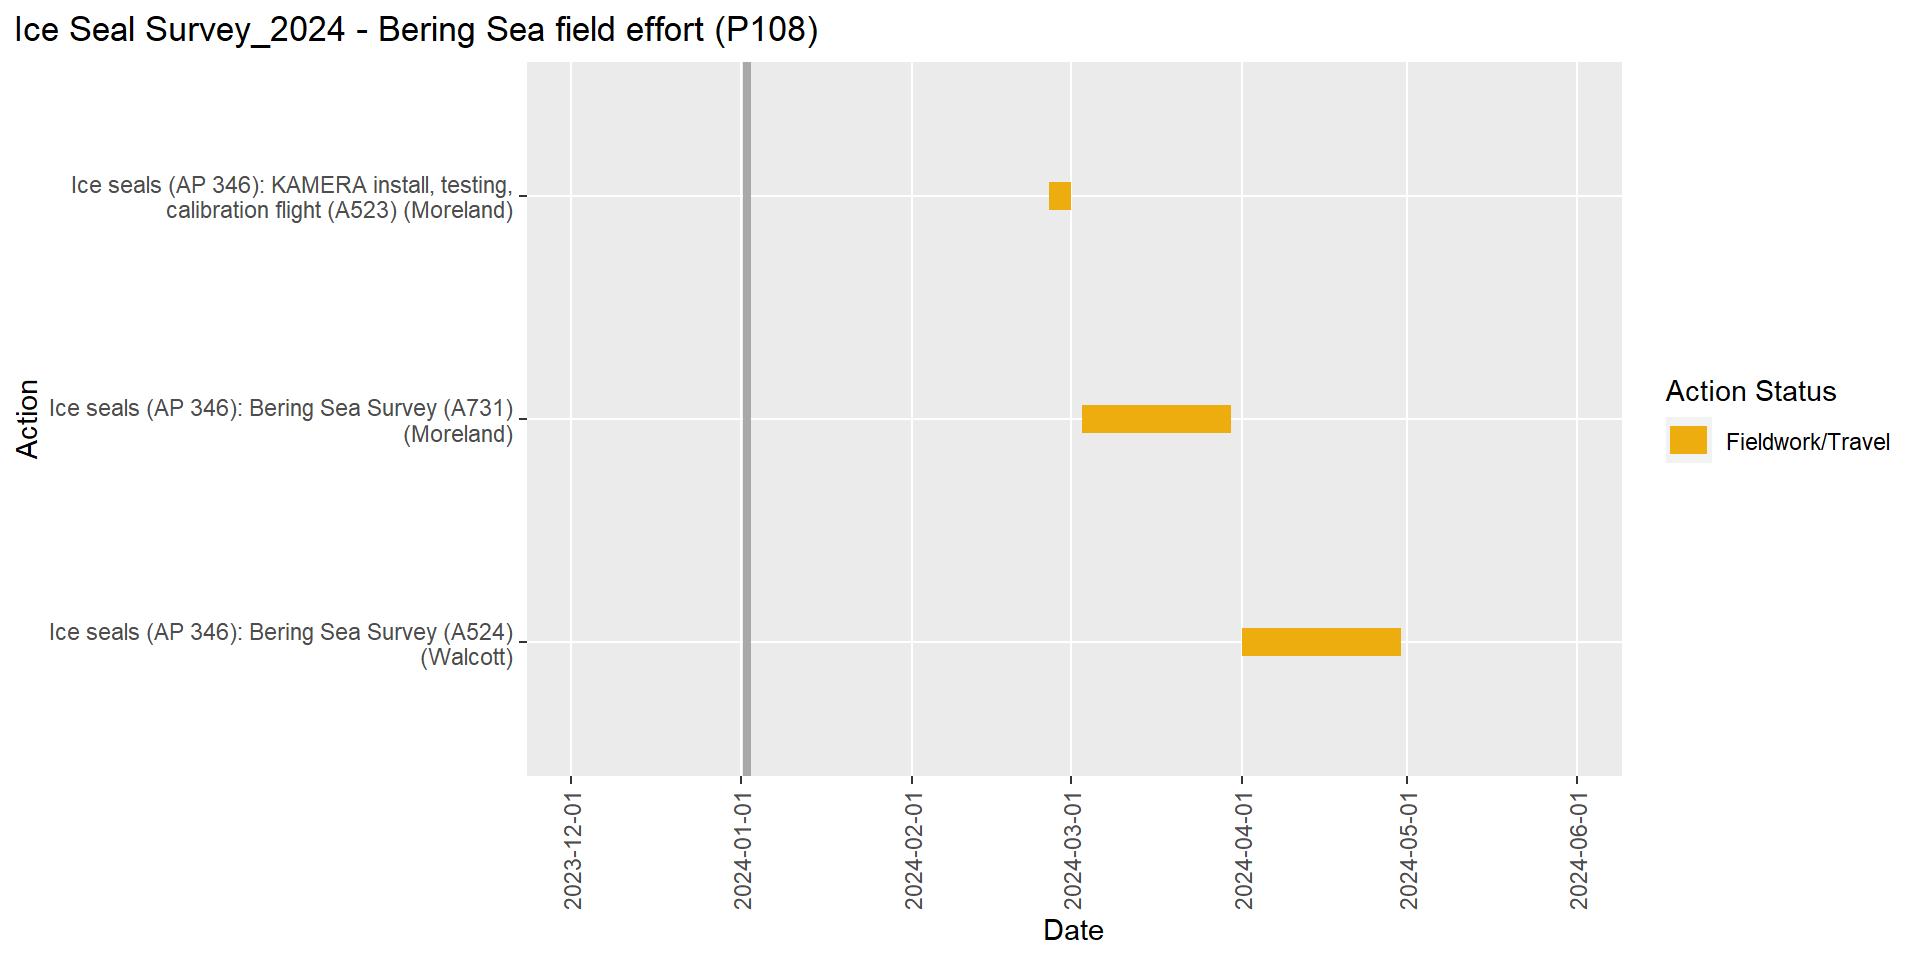 Ice Seal Survey_2024 - Bering Sea field effort (P108)
Ice seals (AP 346): KAMERA install, testing,
calibration flight (A523) (Moreland)
Ice seals (AP 346): Bering Sea Survey (A731)
(Moreland)
Ice seals (AP 346): Bering Sea Survey (A524)
(Walcott)
Action
2023-12-01
2024-01-01
2024-02-01
2024-03-01
2024-04-01
2024-05-01
2024-06-01
Date
Action Status
Fieldwork/Travel